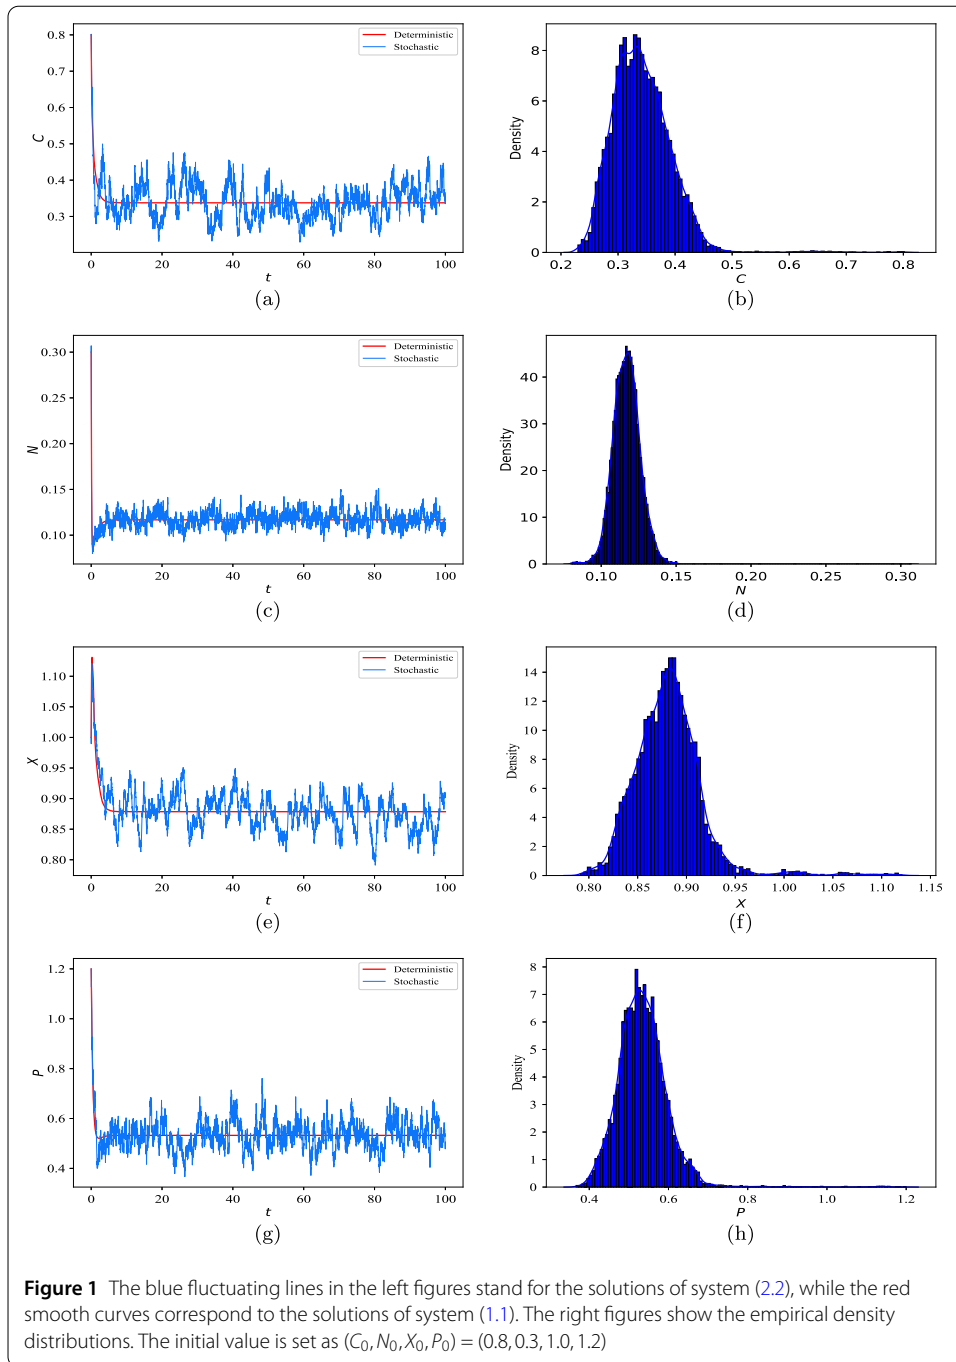 0.8
0.7
0.6
0.5
0.4
0.3
C
Deterministic
Stochastic
0 20 40 60 80 100
t
(a)
8
6
4
2
0
Density
0.2 0.3 0.4 0.5 0.6 0.7 0.8
C
(b)
0.30
0.25
0.20
0.15
0.10
N
Deterministic
Stochastic
0 20 40 60 80 100
t
(c)
40
30
20
10
0
Density
0.10 0.15 0.20 0.25 0.30
N
(d)
1.10
1.05
1.00
0.95
0.90
0.85
0.80
X
Deterministic
Stochastic
0 20 40 60 80 100
t
(e)
14
12
10
8
6
4
2
0
Density
0.80 0.85 0.90 0.95 1.00 1.05 1.10 1.15
X
(f)
1.2
1.0
0.8
0.6
0.4
P
Deterministic
Stochastic
0 20 40 60 80 100
t
(g)
8
7
6
5
4
3
2
1
0
Density
0.4 0.6 0.8 1.0 1.2
P
(h)
Figure 1 The blue fluctuating lines in the left figures stand for the solutions of system (2.2), while the red
smooth curves correspond to the solutions of system (1.1). The right figures show the empirical density
distributions. The initial value is set as (C₀, N₀, X₀, P₀) = (0.8, 0.3, 1.0, 1.2)